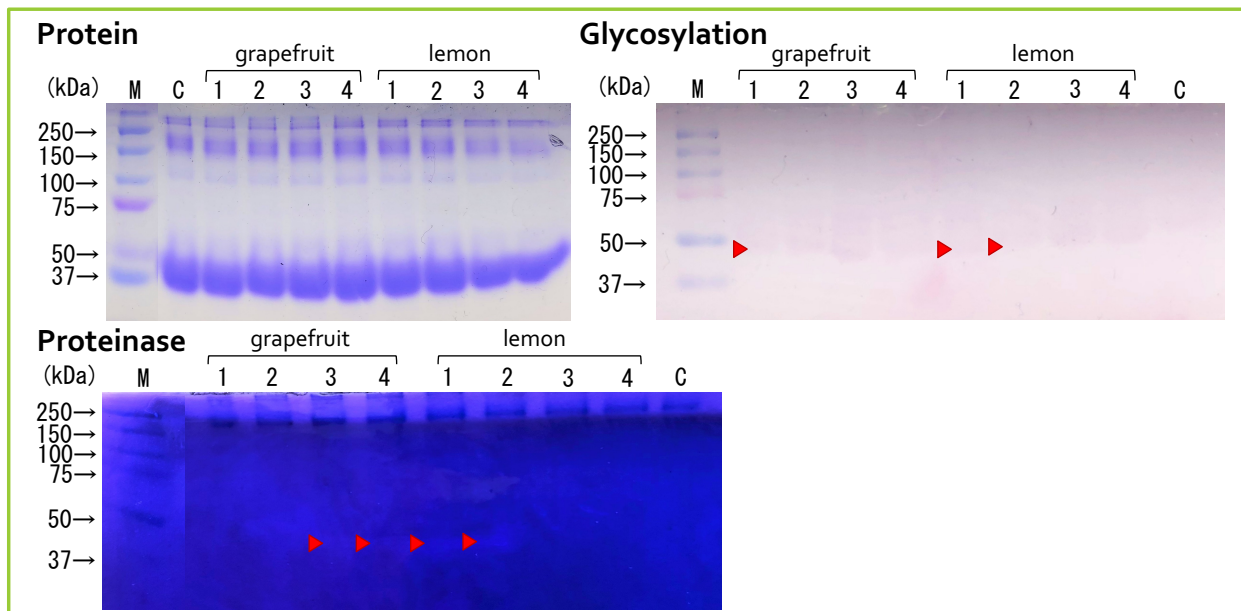 Protein
grapefruit lemon
(kDa) M C 1 2 3 4 1 2 3 4
250→
150→
100→
75→
50→
37→
Glycosylation
grapefruit lemon
(kDa) M 1 2 3 4 1 2 3 4 C
250→
150→
100→
75→
50→
37→
Proteinase
grapefruit lemon
(kDa) M 1 2 3 4 1 2 3 4 C
250→
150→
100→
75→
50→
37→